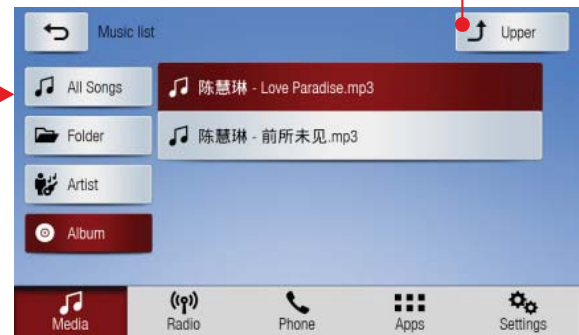 Music list
Upper
All Songs
陈慧琳 - Love Paradise.mp3
Folder
陈慧琳 - 前所未见.mp3
Artist
Album
Media
Radio
Phone
Apps
Settings